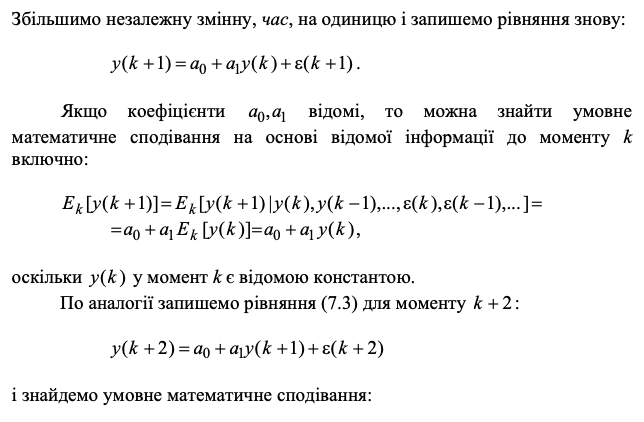 Збільшимо незалежну змінну, час, на одиницю і запишемо рівняння знову:
y(k +1) = a₀ + a₁y(k) + ε(k +1) .
Якщо коефіцієнти a₀,a₁ відомі, то можна знайти умовне
математичне сподівання на основі відомої інформації до моменту k
включно:
Eₖ[y(k +1)]= Eₖ[y(k +1) | y(k), y(k −1),...,ε(k),ε(k −1),...]=
=a₀ + a₁Eₖ[y(k)]=a₀ + a₁y(k),
оскільки y(k) у момент k є відомою константою.
По аналогії запишемо рівняння (7.3) для моменту k + 2 :
y(k + 2) = a₀ + a₁y(k +1) + ε(k + 2)
і знайдемо умовне математичне сподівання: